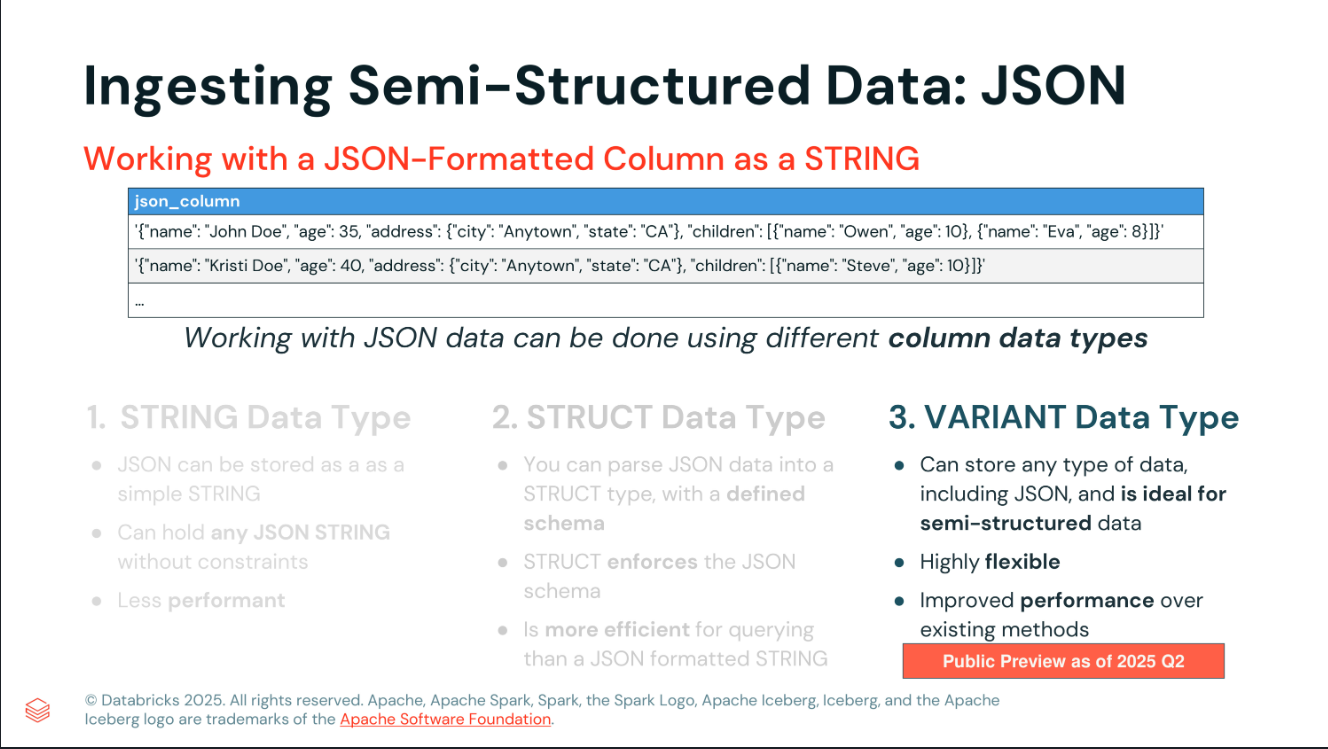 Ingesting Semi-Structured Data: JSON
Working with a JSON-Formatted Column as a STRING
json_column
'{"name": "John Doe", "age": 35, "address": {"city": "Anytown", "state": "CA"}, "children": [{"name": "Owen", "age": 10}, {"name": "Eva", "age": 8}]}'
'{"name": "Kristi Doe", "age": 40, "address": {"city": "Anytown", "state": "CA"}, "children": [{"name": "Steve", "age": 10}]}'
...
Working with JSON data can be done using different column data types
1. STRING Data Type
● JSON can be stored as a as a
simple STRING
● Can hold any JSON STRING
without constraints
● Less performant
2. STRUCT Data Type
● You can parse JSON data into a
STRUCT type, with a defined
schema
● STRUCT enforces the JSON
schema
● Is more efficient for querying
than a JSON formatted STRING
3. VARIANT Data Type
● Can store any type of data,
including JSON, and is ideal for
semi-structured data
● Highly flexible
● Improved performance over
existing methods
Public Preview as of 2025 Q2
© Databricks 2025. All rights reserved. Apache, Apache Spark, Spark, the Spark Logo, Apache Iceberg, Iceberg, and the Apache
Iceberg logo are trademarks of the Apache Software Foundation.